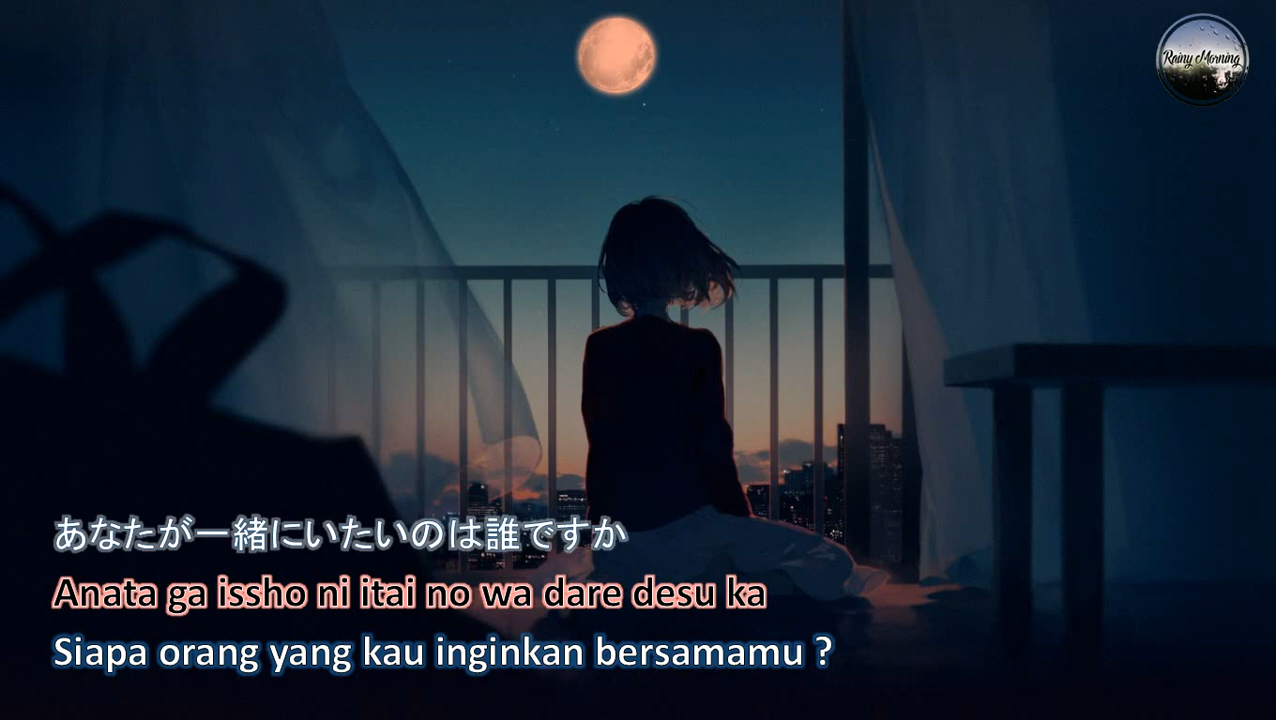 Rainy Morning
あなたが一緒にいたいのは誰ですか
Anata ga issho ni itai no wa dare desu ka
Siapa orang yang kau inginkan bersamamu ?